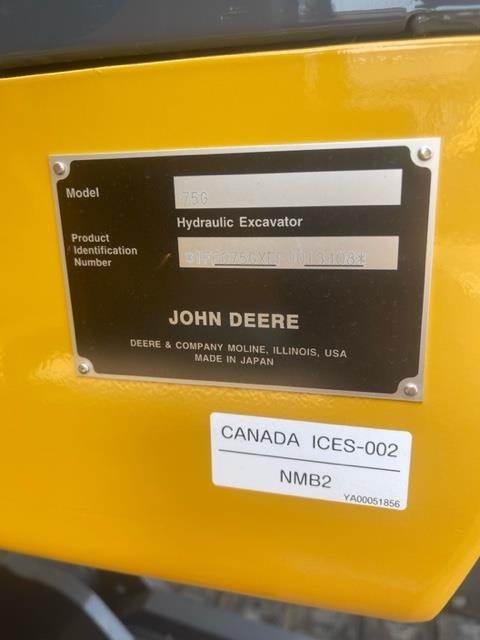 Model
75G
Hydraulic Excavator
Product
Identification
Number
JOHN DEERE
DEERE & COMPANY MOLINE, ILLINOIS, USA
MADE IN JAPAN
CANADA ICES-002
NMB2
YA00051856